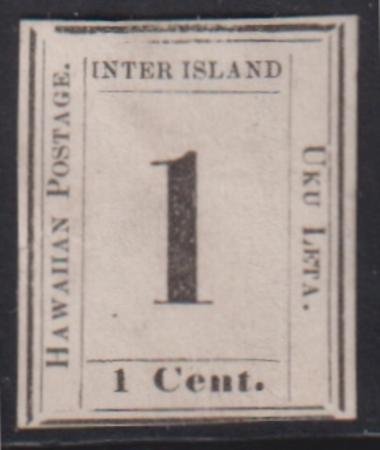 INTER ISLAND
HAWAIIAN POSTAGE.
1
UKU LETA.
1 Cent.